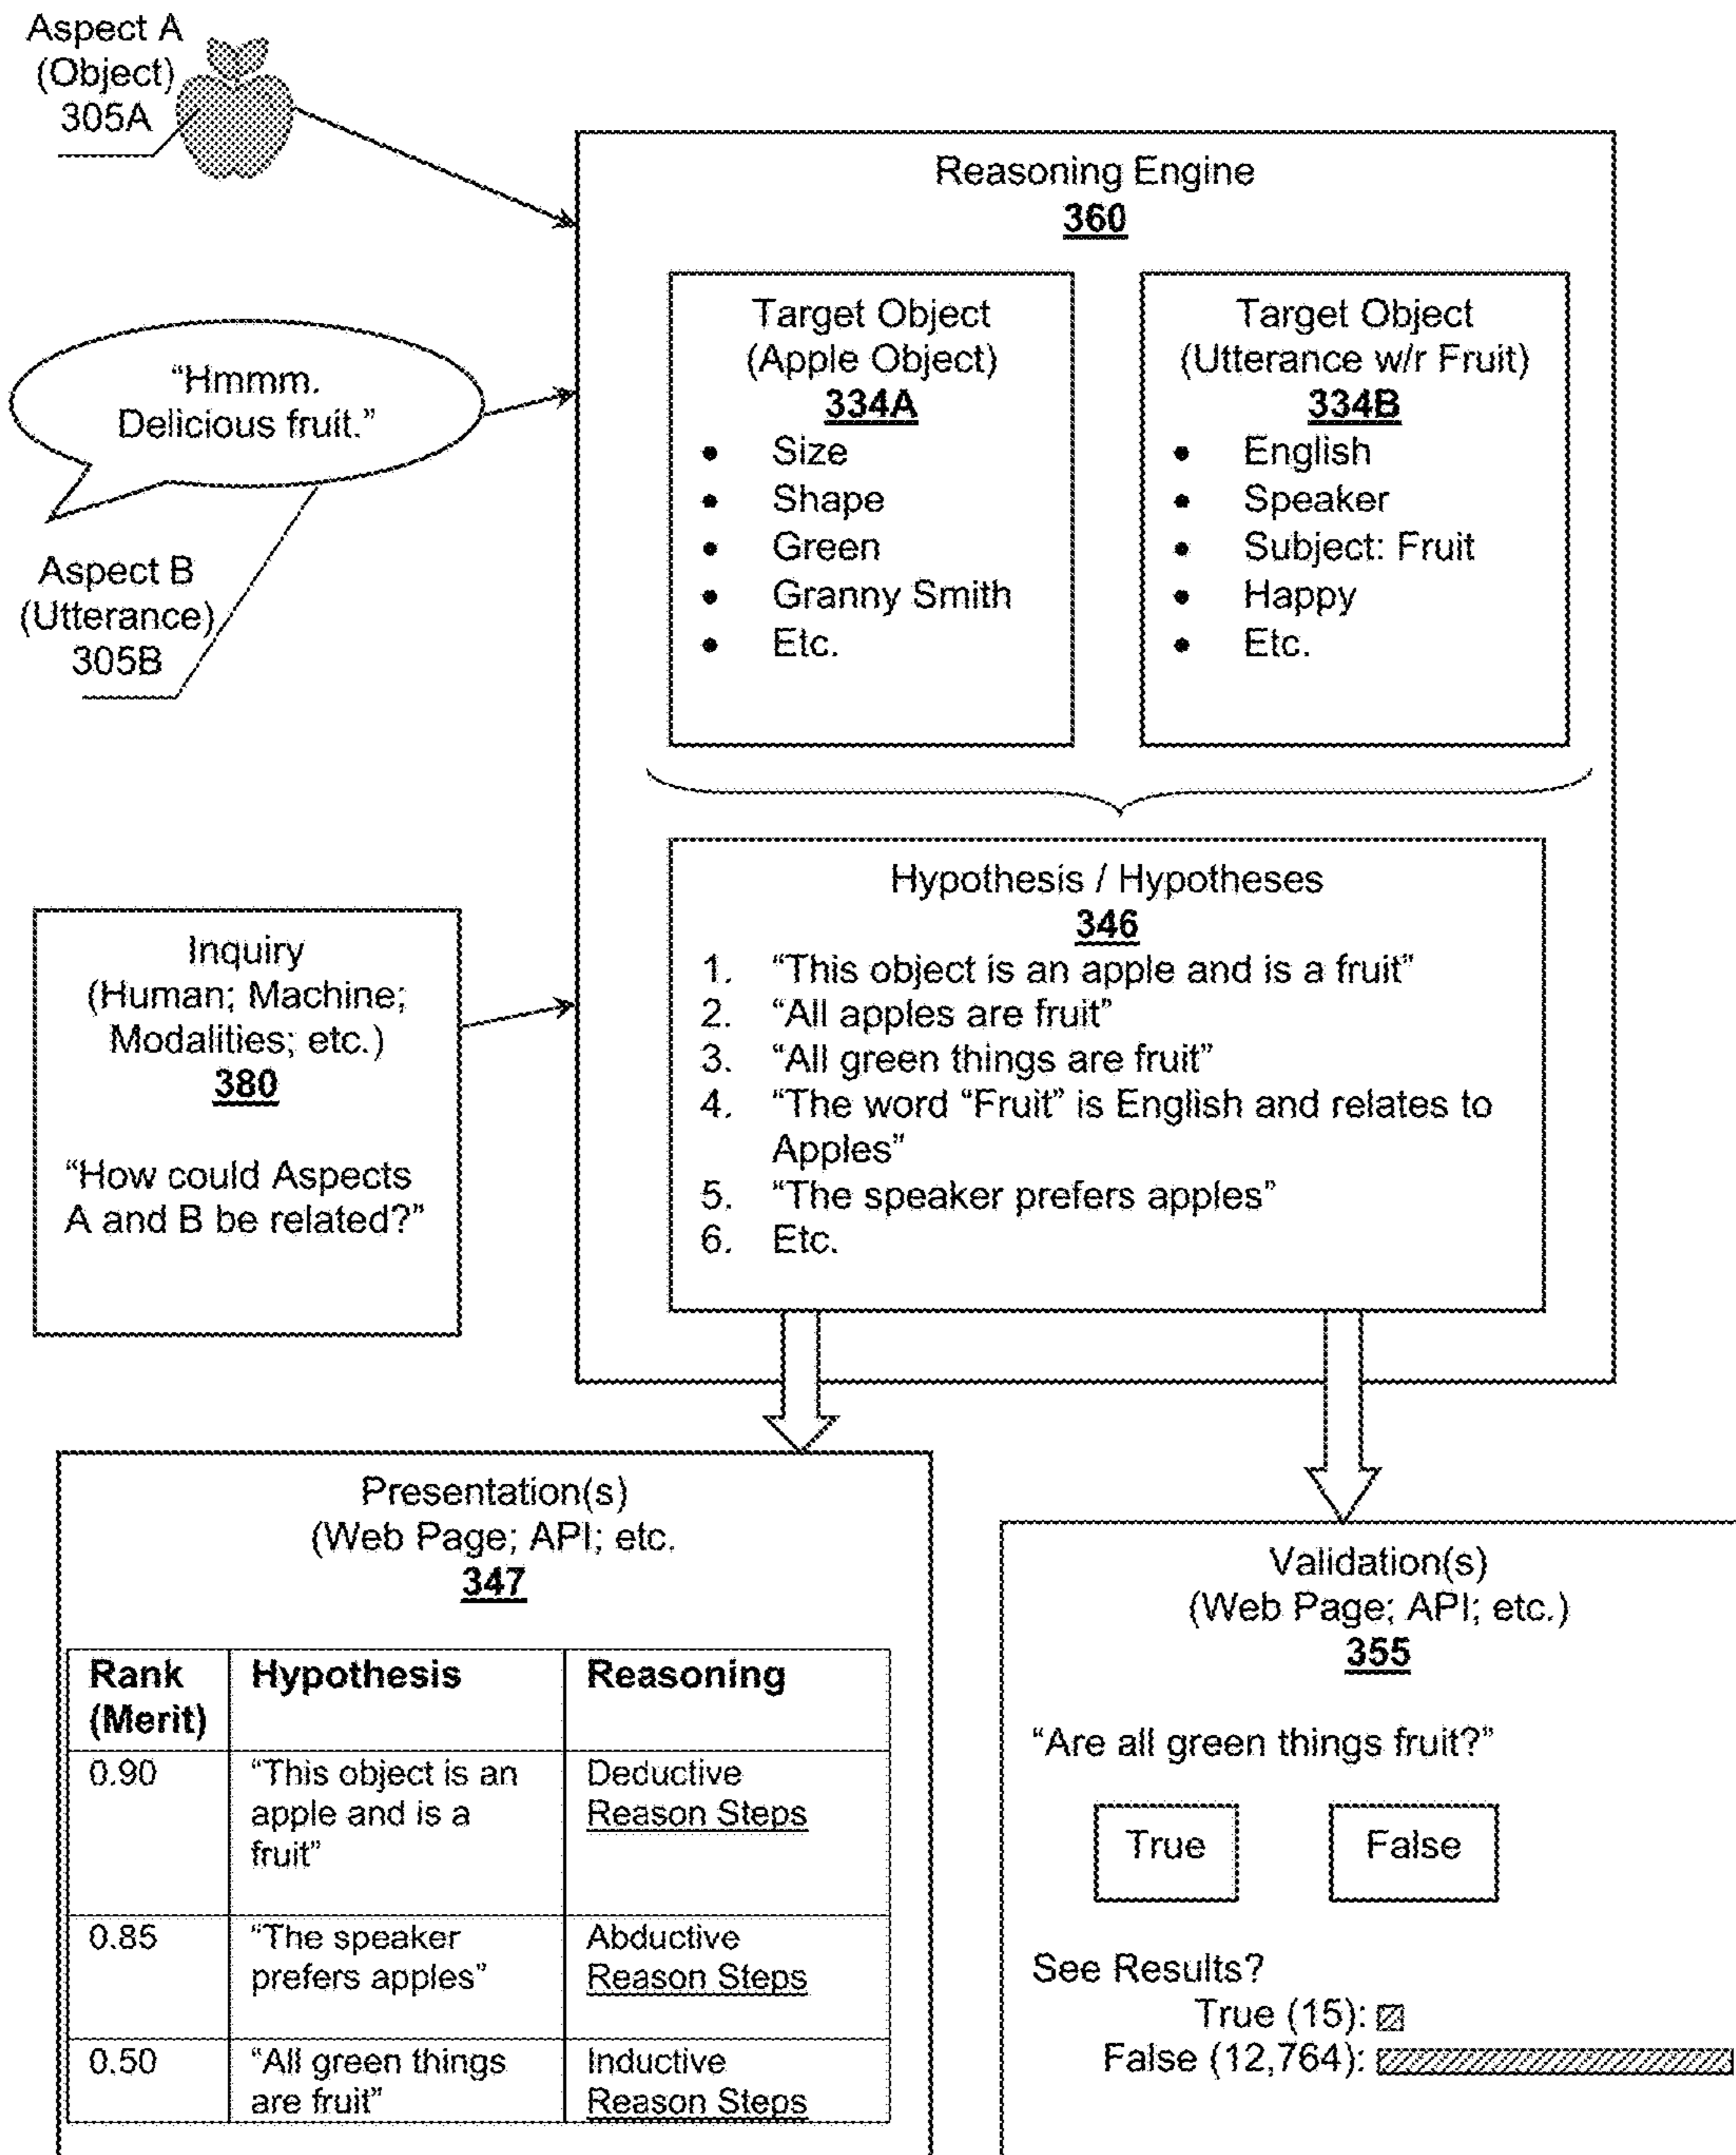 Aspect A
(Object)
305A
"Hmmm.
Delicious fruit."
Aspect B
(Utterance)
305B
Inquiry
(Human; Machine;
Modalities; etc.)
380
"How could Aspects
A and B be related?"
Reasoning Engine
360
Target Object
(Apple Object)
334A
• Size
• Shape
• Green
• Granny Smith
• Etc.
Target Object
(Utterance w/r Fruit)
334B
• English
• Speaker
• Subject: Fruit
• Happy
• Etc.
Hypothesis / Hypotheses
346
1. "This object is an apple and is a fruit"
2. "All apples are fruit"
3. "All green things are fruit"
4. "The word "Fruit" is English and relates to
Apples"
5. "The speaker prefers apples"
6. Etc.
Presentation(s)
(Web Page; API; etc.
347
Rank
(Merit)
Hypothesis
Reasoning
0.90
"This object is an
apple and is a
fruit"
Deductive
Reason Steps
0.85
"The speaker
prefers apples"
Abductive
Reason Steps
0.50
"All green things
are fruit"
Inductive
Reason Steps
Validation(s)
(Web Page; API; etc.)
355
"Are all green things fruit?"
True
False
See Results?
True (15):
False (12,764):